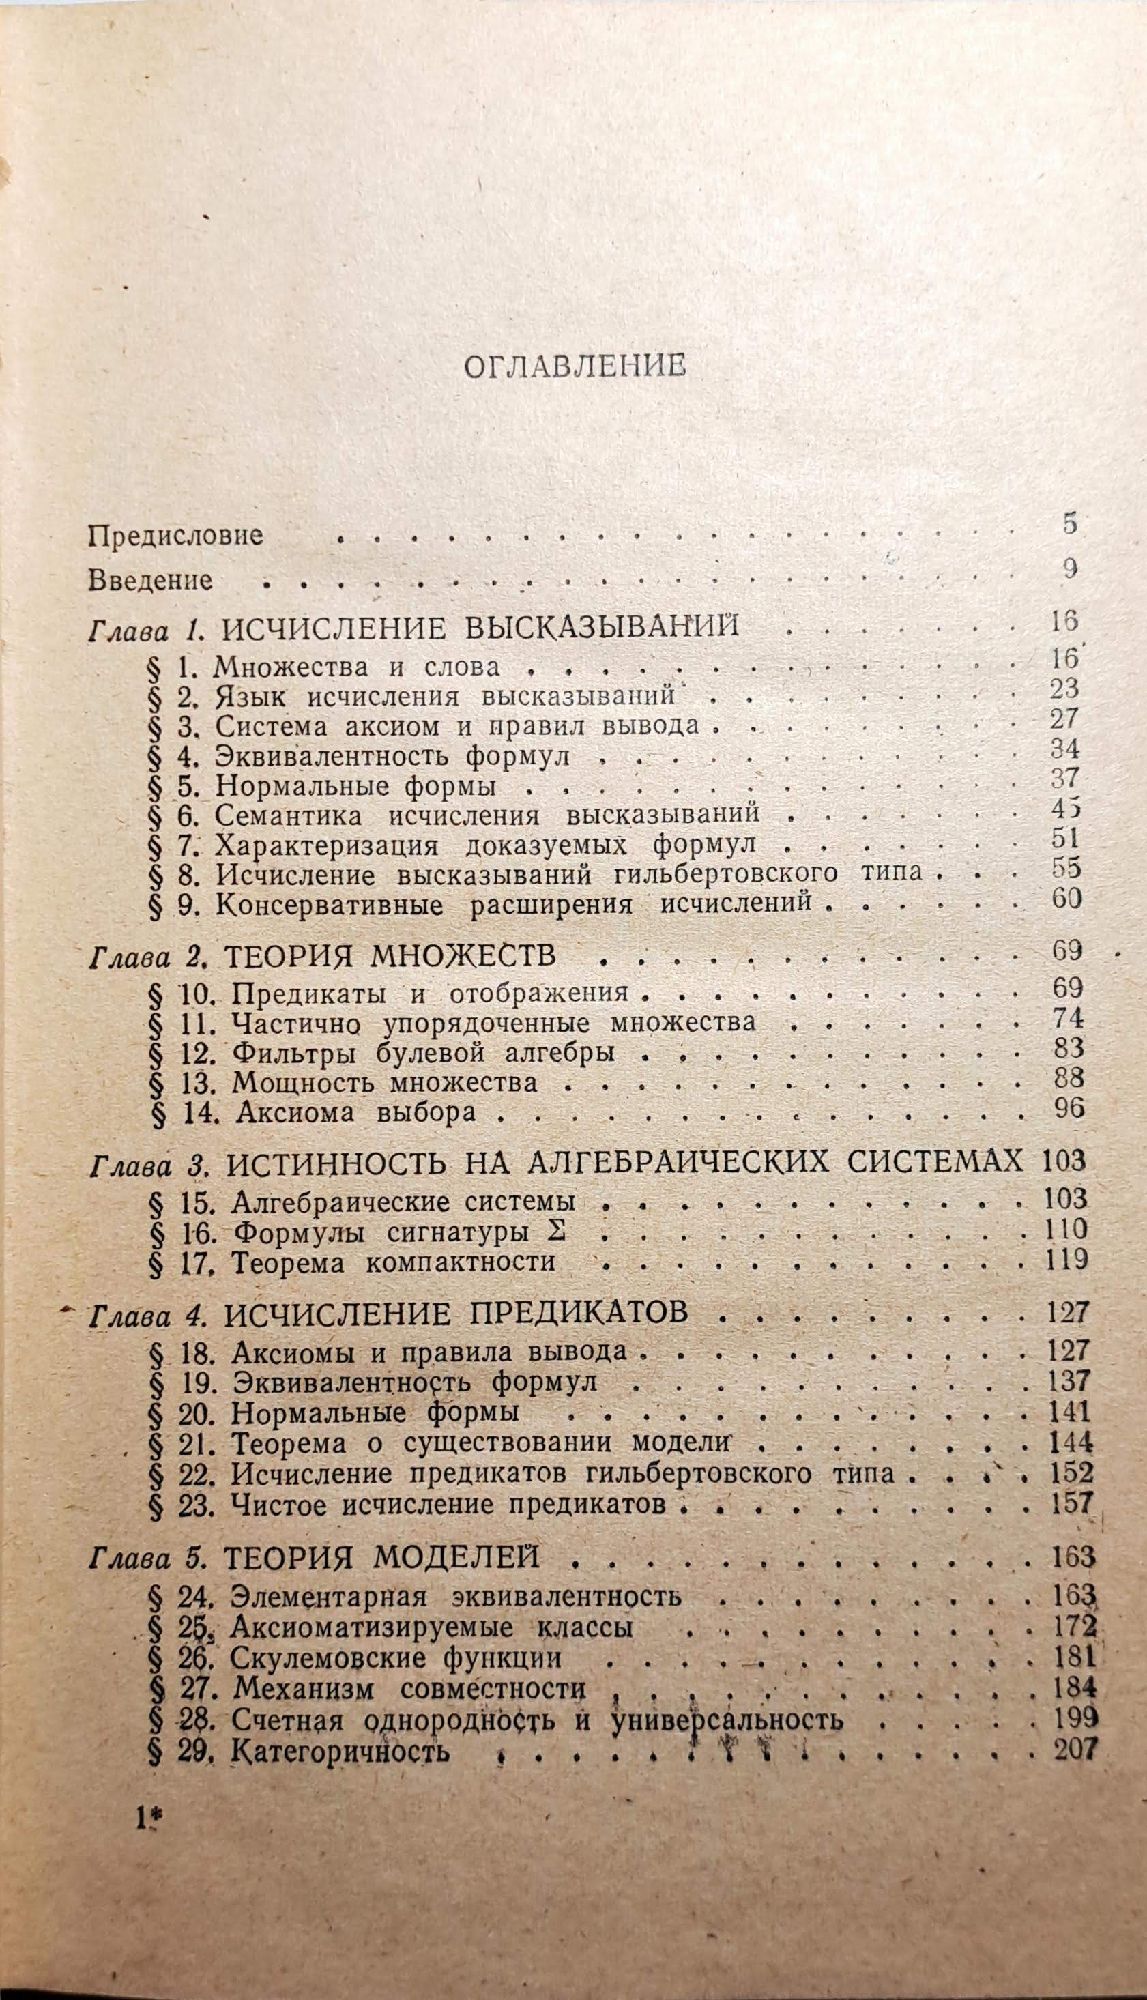 ОГЛАВЛЕНИЕ
Предисловие . . . . . . . . . . . . . . . . . . . 5
Введение . . . . . . . . . . . . . . . . . . . . . 9
Глава 1. ИСЧИСЛЕНИЕ ВЫСКАЗЫВАНИЙ . . . . . . . 16
§ 1. Множества и слова . . . . . . . . . . . . . . 16
§ 2. Язык исчисления высказываний . . . . . . . . . 23
§ 3. Система аксиом и правил вывода . . . . . . . . . 27
§ 4. Эквивалентность формул . . . . . . . . . . . . 34
§ 5. Нормальные формы . . . . . . . . . . . . . . 37
§ 6. Семантика исчисления высказываний . . . . . . . 45
§ 7. Характеризация доказуемых формул . . . . . . . 51
§ 8. Исчисление высказываний гильбертовского типа . . . 55
§ 9. Консервативные расширения исчислений . . . . . . 60
Глава 2. ТЕОРИЯ МНОЖЕСТВ . . . . . . . . . . . . 69
§ 10. Предикаты и отображения . . . . . . . . . . . 69
§ 11. Частично упорядоченные множества . . . . . . . 74
§ 12. Фильтры булевой алгебры . . . . . . . . . . . 83
§ 13. Мощность множества . . . . . . . . . . . . . 88
§ 14. Аксиома выбора . . . . . . . . . . . . . . . 96
Глава 3. ИСТИННОСТЬ НА АЛГЕБРАИЧЕСКИХ СИСТЕМАХ 103
§ 15. Алгебраические системы . . . . . . . . . . . . 103
§ 16. Формулы сигнатуры Σ . . . . . . . . . . . . 110
§ 17. Теорема компактности . . . . . . . . . . . . 119
Глава 4. ИСЧИСЛЕНИЕ ПРЕДИКАТОВ . . . . . . . . . 127
§ 18. Аксиомы и правила вывода . . . . . . . . . . . 127
§ 19. Эквивалентность формул . . . . . . . . . . . 137
§ 20. Нормальные формы . . . . . . . . . . . . . 141
§ 21. Теорема о существовании модели . . . . . . . . 144
§ 22. Исчисление предикатов гильбертовского типа . . . . 152
§ 23. Чистое исчисление предикатов . . . . . . . . . . 157
Глава 5. ТЕОРИЯ МОДЕЛЕЙ . . . . . . . . . . . . . 163
§ 24. Элементарная эквивалентность . . . . . . . . . 163
§ 25. Аксиоматизируемые классы . . . . . . . . . . 172
§ 26. Скулемовские функции . . . . . . . . . . . . 181
§ 27. Механизм совместности . . . . . . . . . . . . 184
§ 28. Счетная однородность и универсальность . . . . . 199
§ 29. Категоричность . . . . . . . . . . . . . . . 207
1*